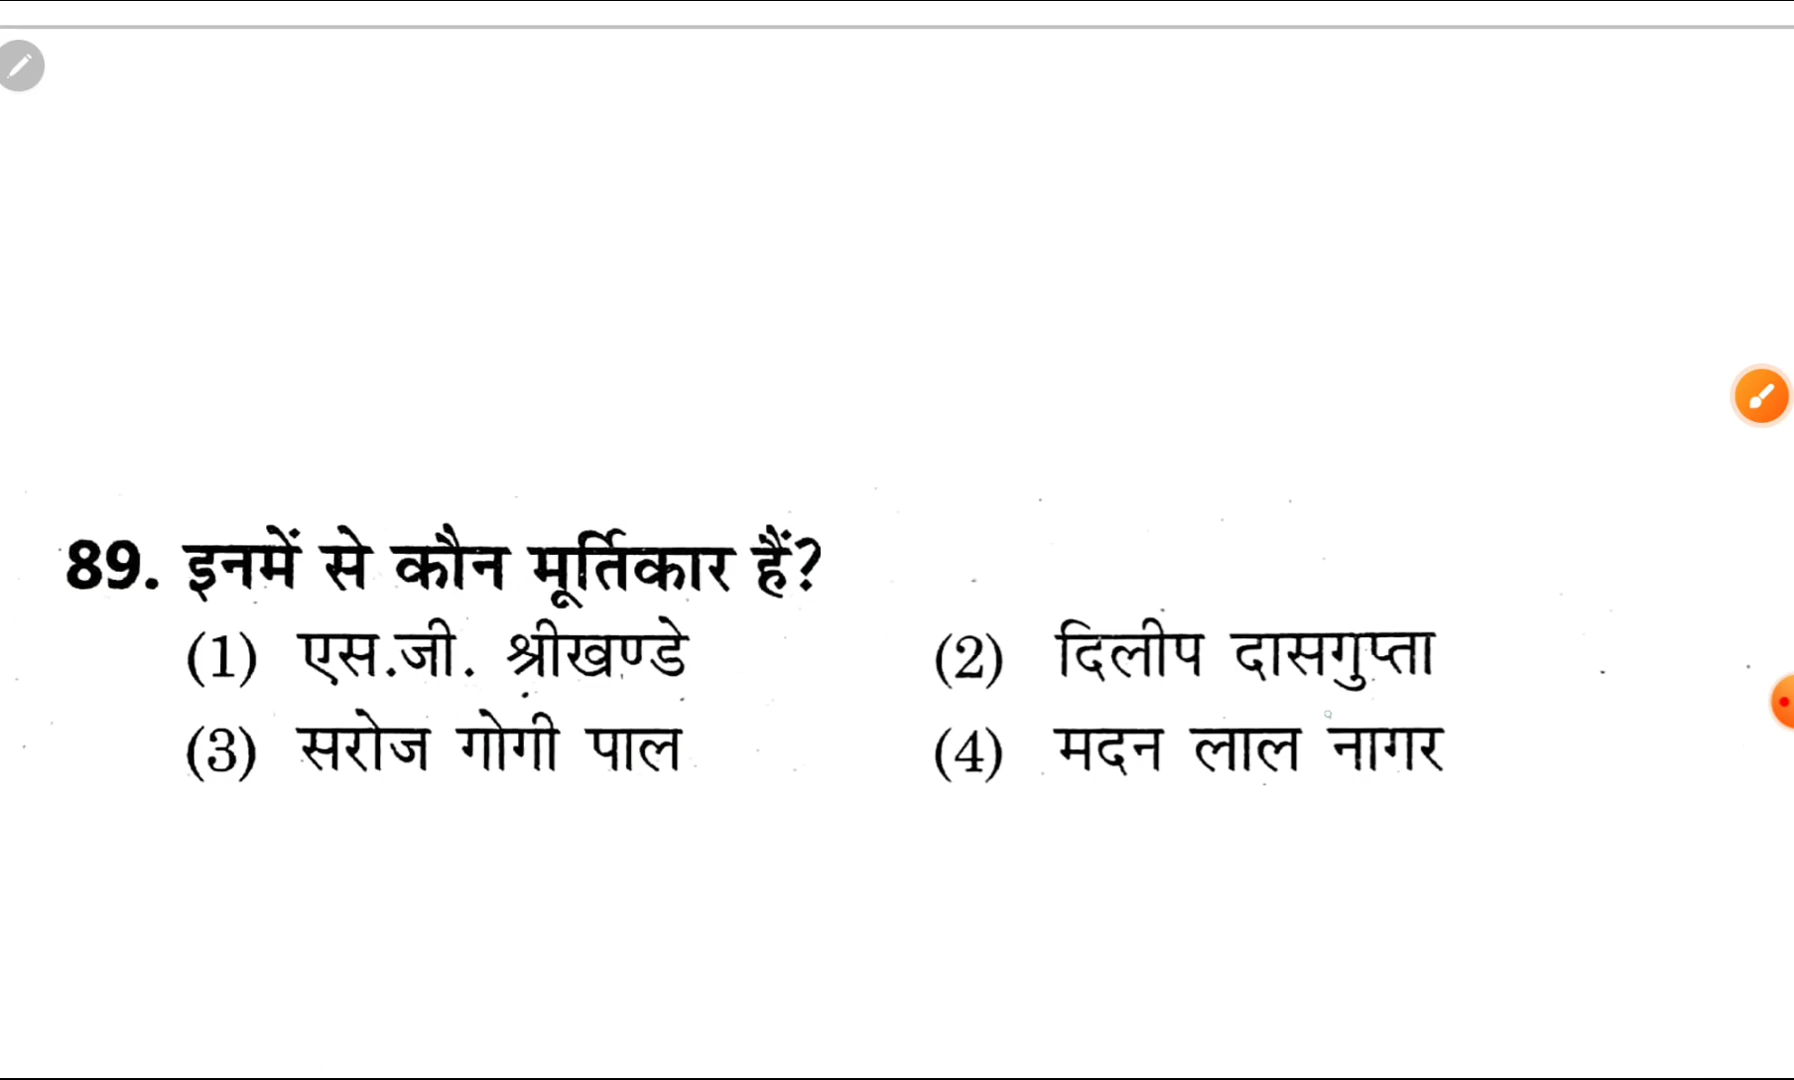 89. इनमें से कौन मूर्तिकार हैं?
(1) एस.जी. श्रीखण्डे (2) दिलीप दासगुप्ता
(3) सरोज गोगी पाल (4) मदन लाल नागर